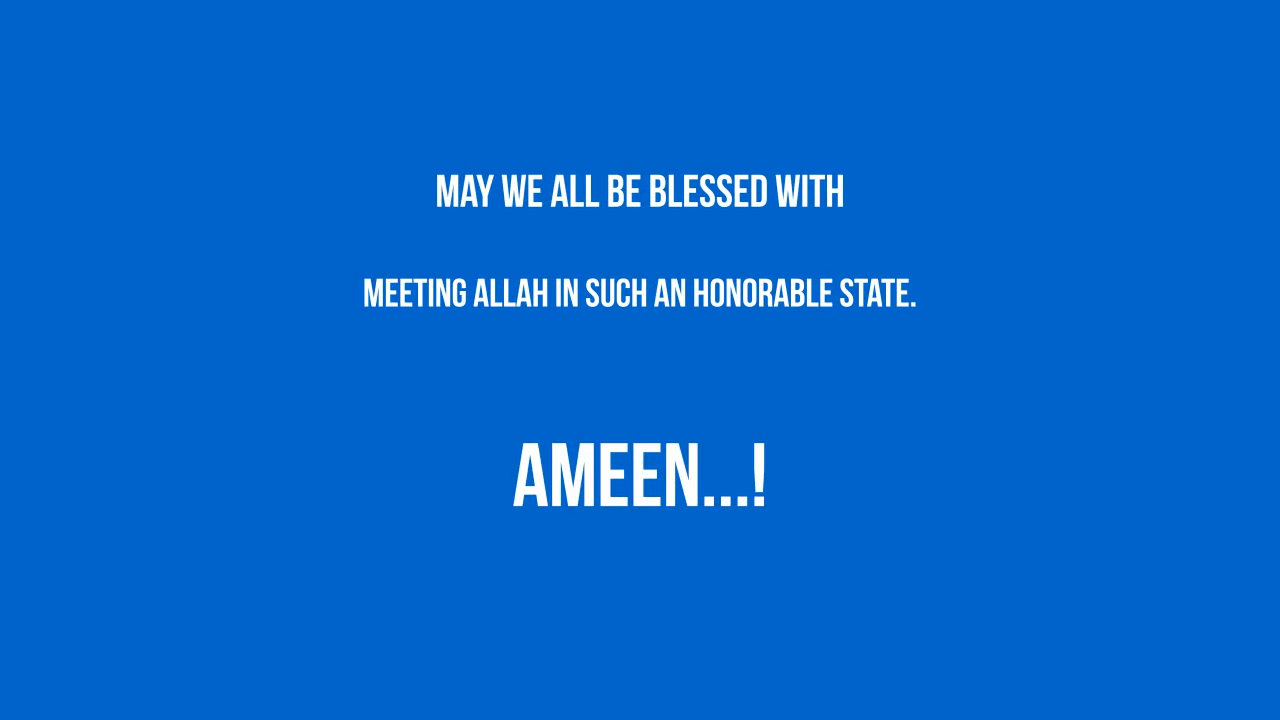 MAY WE ALL BE BLESSED WITH
MEETING ALLAH IN SUCH AN HONORABLE STATE.
AMEEN...!